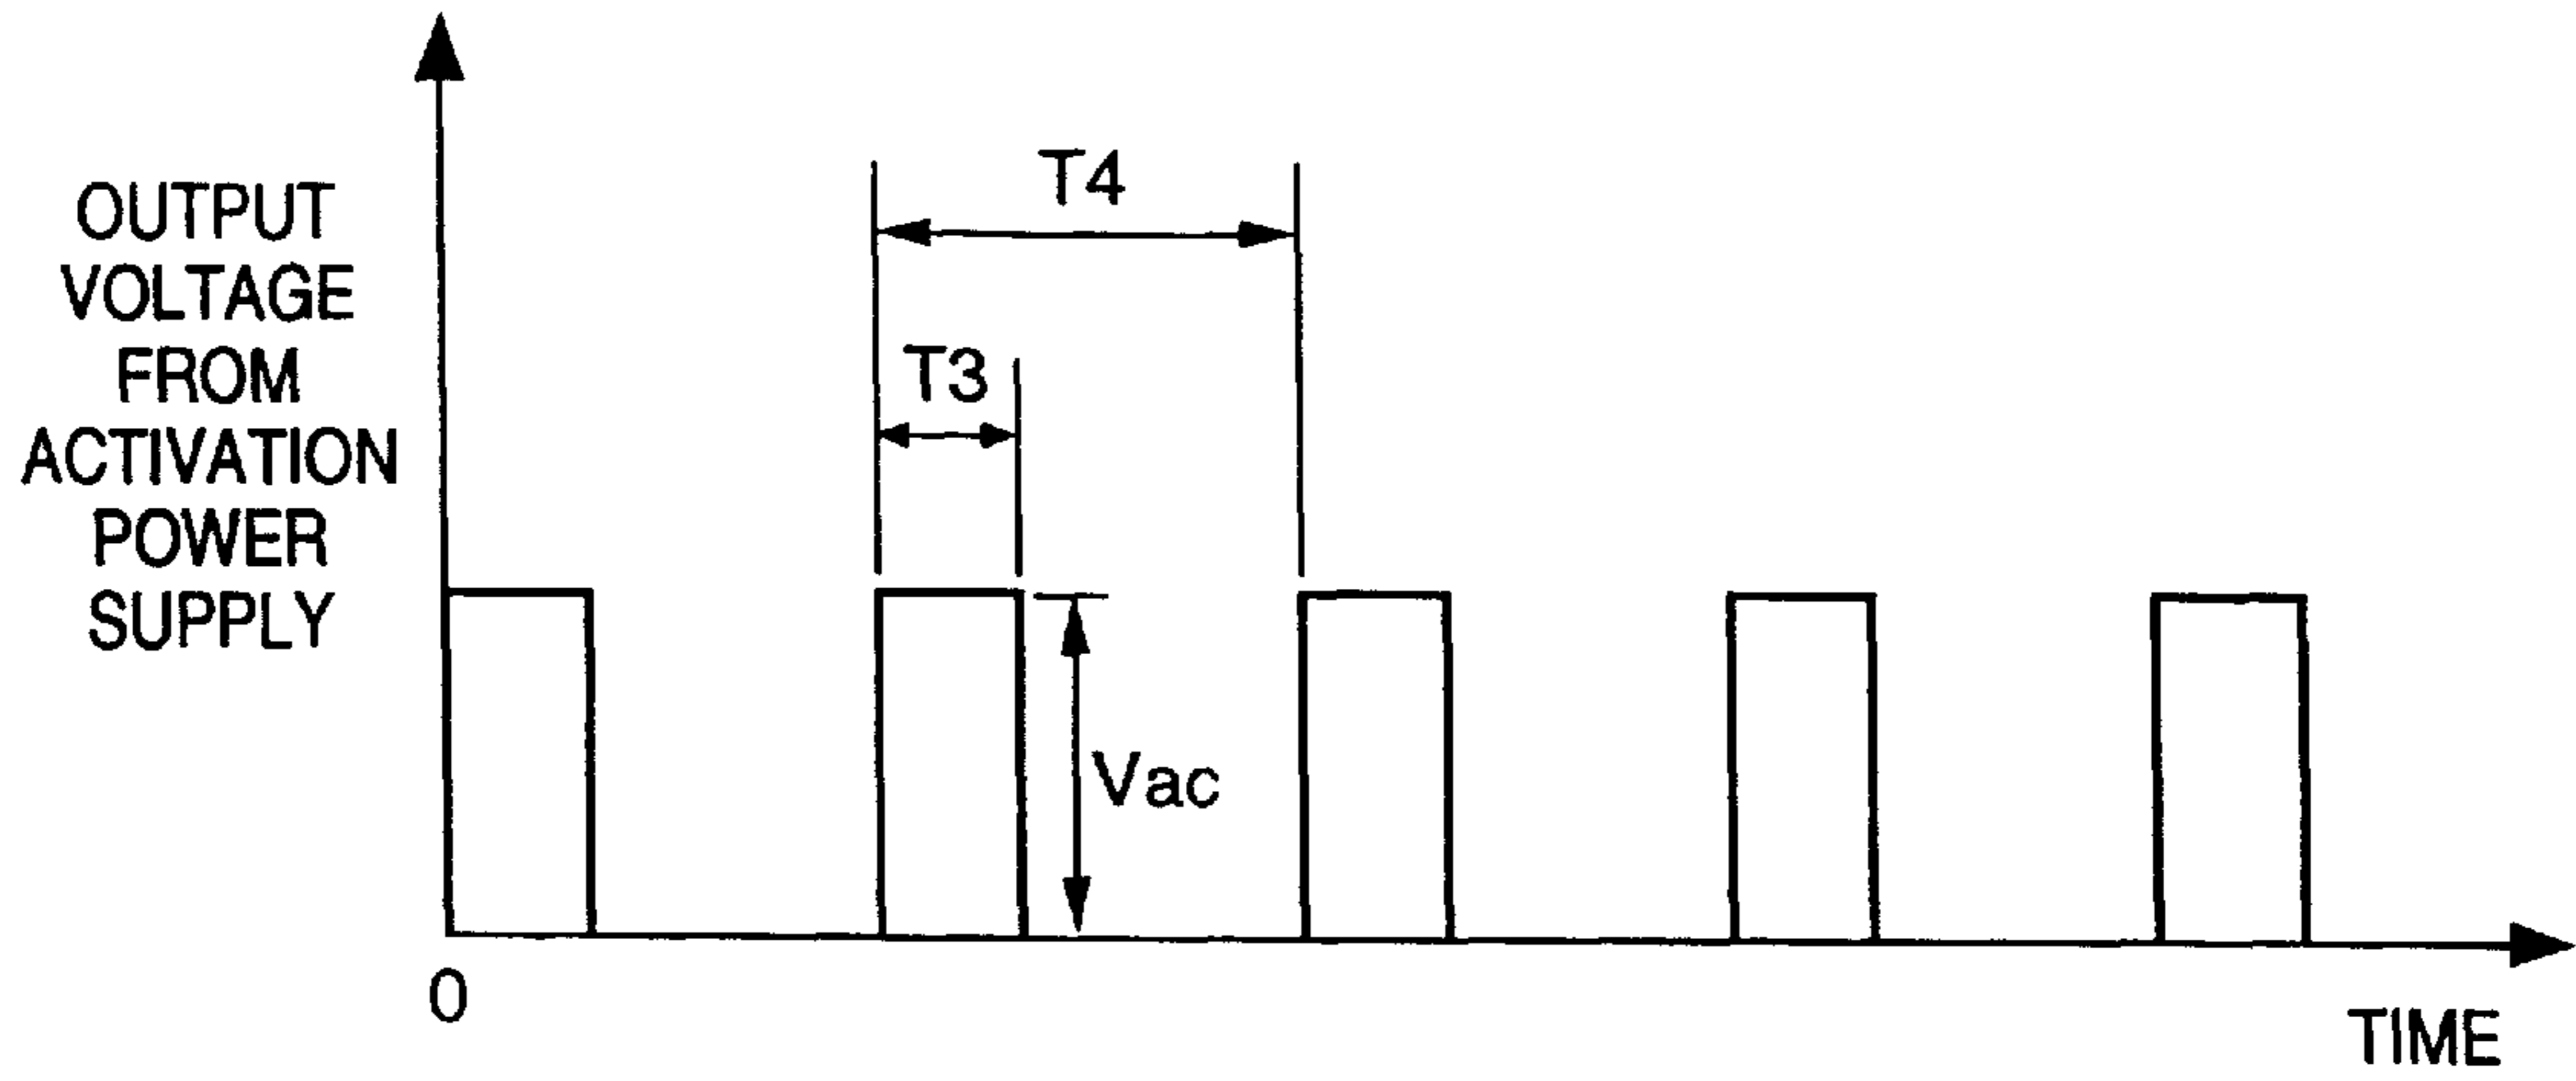 OUTPUT
VOLTAGE
FROM
ACTIVATION
POWER
SUPPLY
T4
T3
Vac
0
TIME